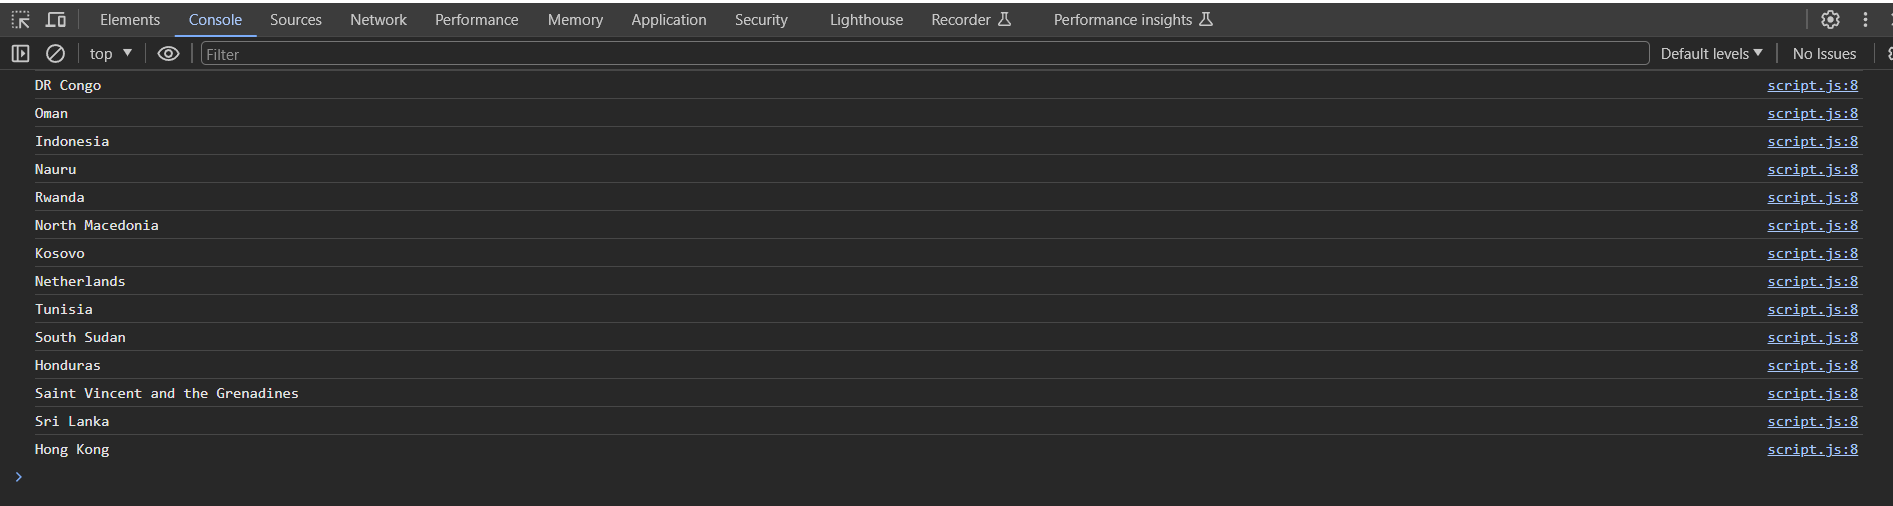 Elements Console Sources Network Performance Memory Application Security Lighthouse Recorder Performance insights
top Filter Default levels No Issues
DR Congo script.js:8
Oman script.js:8
Indonesia script.js:8
Nauru script.js:8
Rwanda script.js:8
North Macedonia script.js:8
Kosovo script.js:8
Netherlands script.js:8
Tunisia script.js:8
South Sudan script.js:8
Honduras script.js:8
Saint Vincent and the Grenadines script.js:8
Sri Lanka script.js:8
Hong Kong script.js:8